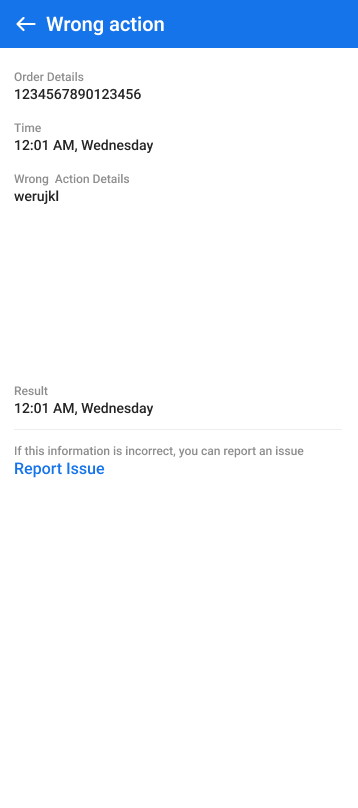 Wrong action
Order Details
1234567890123456
Time
12:01 AM, Wednesday
Wrong  Action Details
werujkl
Result
12:01 AM, Wednesday
If this information is incorrect, you can report an issue
Report Issue